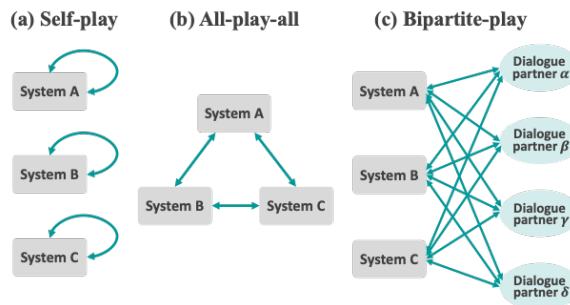 (a) Self-play
(b) All-play-all
(c) Bipartite-play
System A
System B
System C
System A
System B
System C
System A
System B
System C
Dialogue
partner α
Dialogue
partner β
Dialogue
partner γ
Dialogue
partner δ